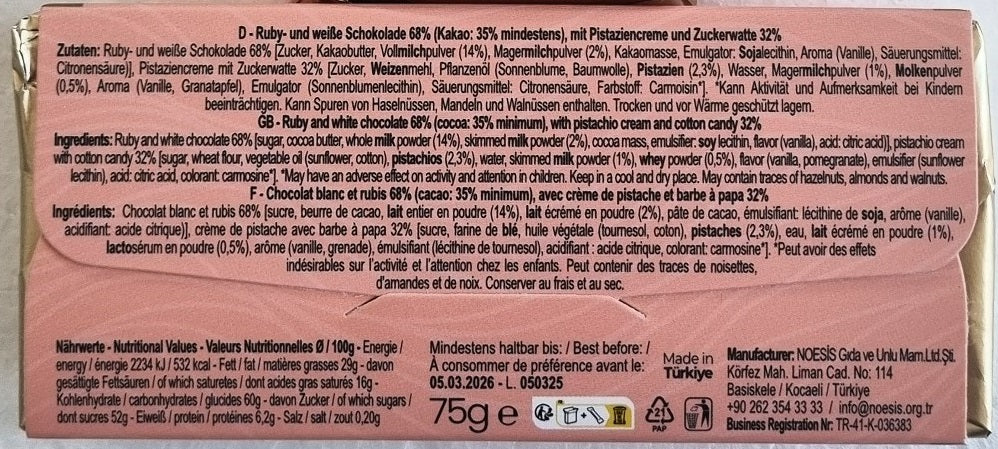 D - Ruby- und weiße Schokolade 68% (Kakao: 35% mindestens), mit Pistaziencreme und Zuckerwatte 32%
Zutaten: Ruby- und weiße Schokolade 68% [Zucker, Kakaobutter, Vollmilchpulver (14%), Magermilchpulver (2%), Kakaomasse, Emulgator: Sojalecithin, Aroma (Vanille), Säuerungsmittel:
Citronensäure)], Pistaziencreme mit Zuckerwatte 32% [Zucker, Weizenmehl, Pflanzenöl (Sonnenblume, Baumwolle), Pistazien (2,3%), Wasser, Magermilchpulver (1%), Molkenpulver
(0,5%), Aroma (Vanille, Granatapfel), Emulgator (Sonnenblumenlecithin), Säuerungsmittel: Citronensäure, Farbstoff: Carmoisin*]. *Kann Aktivität und Aufmerksamkeit bei Kindern
beeinträchtigen. Kann Spuren von Haselnüssen, Mandeln und Walnüssen enthalten. Trocken und vor Wärme geschützt lagern.
GB - Ruby and white chocolate 68% (cocoa: 35% minimum), with pistachio cream and cotton candy 32%
Ingredients: Ruby and white chocolate 68% [sugar, cocoa butter, whole milk powder (14%), skimmed milk powder (2%), cocoa mass, emulsifier: soy lecithin, flavor (vanilla), acid: citric acid)], pistachio cream
with cotton candy 32% [sugar, wheat flour, vegetable oil (sunflower, cotton), pistachios (2,3%), water, skimmed milk powder (1%), whey powder (0,5%), flavor (vanilla, pomegranate), emulsifier (sunflower
lecithin), acid: citric acid, colorant: carmosine*]. *May have an adverse effect on activity and attention in children. Keep in a cool and dry place. May contain traces of hazelnuts, almonds and walnuts.
F - Chocolat blanc et rubis 68% (cacao: 35% minimum), avec crème de pistache et barbe à papa 32%
Ingrédients: Chocolat blanc et rubis 68% [sucre, beurre de cacao, lait entier en poudre (14%), lait écrémé en poudre (2%), pâte de cacao, émulsifiant: lécithine de soja, arôme (vanille),
acidifiant: acide citrique)], crème de pistache avec barbe à papa 32% [sucre, farine de blé, huile végétale (tournesol, coton), pistaches (2,3%), eau, lait écrémé en poudre (1%),
lactosérum en poudre (0,5%), arôme (vanille, grenade), émulsifiant (lécithine de tournesol), acidifiant : acide citrique, colorant: carmosine*]. *Peut avoir des effets
indésirables sur l'activité et l'attention chez les enfants. Peut contenir des traces de noisettes,
d'amandes et de noix. Conserver au frais et au sec.
Nährwerte - Nutritional Values - Valeurs Nutritionnelles Ø / 100g - Energie /
energy / énergie 2234 kJ / 532 kcal - Fett / fat / matières grasses 29g - davon
gesättigte Fettsäuren / of which saturetes / dont acides gras saturés 16g -
Kohlenhydrate / carbonhydrates / glucides 60g - davon Zucker / of which sugars /
dont sucres 52g - Eiweiß / protein / protéines 6,2g - Salz / salt / zout 0,20g
Mindestens haltbar bis: / Best before: /
À consommer de préférence avant le:
05.03.2026 - L. 050325
75g e
21
PAP
Made in
Türkiye
Manufacturer: NOESİS Gıda ve Unlu Mam.Ltd.Şti.
Körfez Mah. Liman Cad. No: 114
Basiskele / Kocaeli / Türkiye
+90 262 354 33 33 / info@noesis.org.tr
Business Registration Nr: TR-41-K-036383